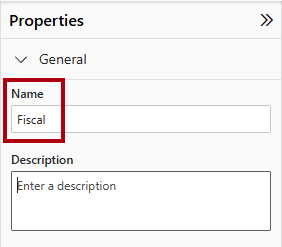 Properties
General
Name
Fiscal
Description
Enter a description